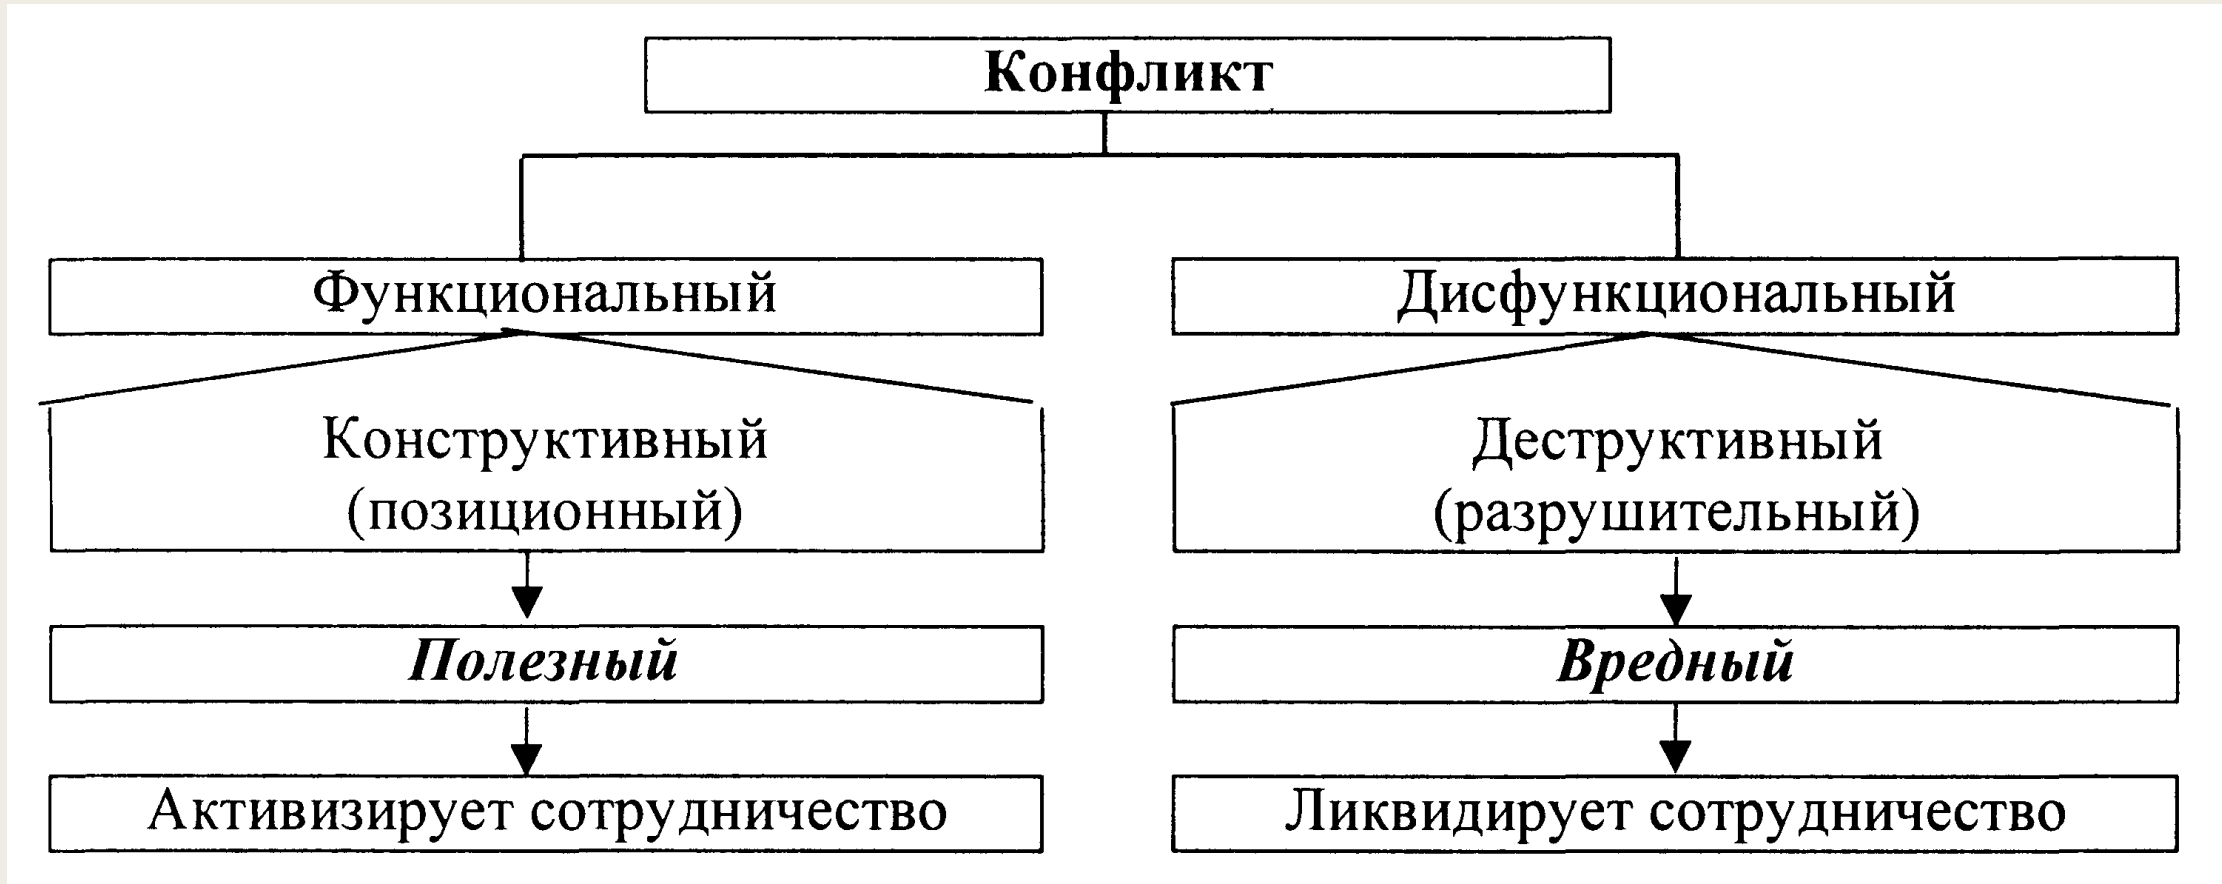 Конфликт
Функциональный
Дисфункциональный
Конструктивный
(позиционный)
Деструктивный
(разрушительный)
Полезный
Вредный
Активизирует сотрудничество
Ликвидирует сотрудничество